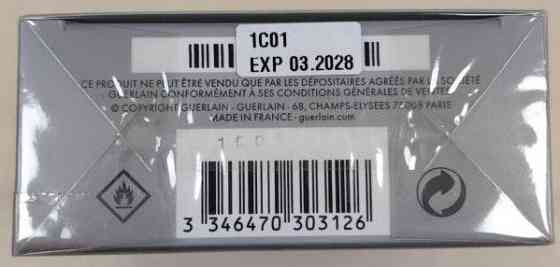 1C01
EXP 03.2028
CE PRODUIT NE PEUT ÊTRE VENDU QUE PAR LES DÉPOSITAIRES AGRÉÉS PAR LA SOCIÉTÉ
GUERLAIN CONFORMÉMENT À SES CONDITIONS GÉNÉRALES DE VENTES
© COPYRIGHT GUERLAIN - GUERLAIN - 68, CHAMPS-ELYSEES 75008 PARIS
MADE IN FRANCE - guerlain.com
3 346470 303126